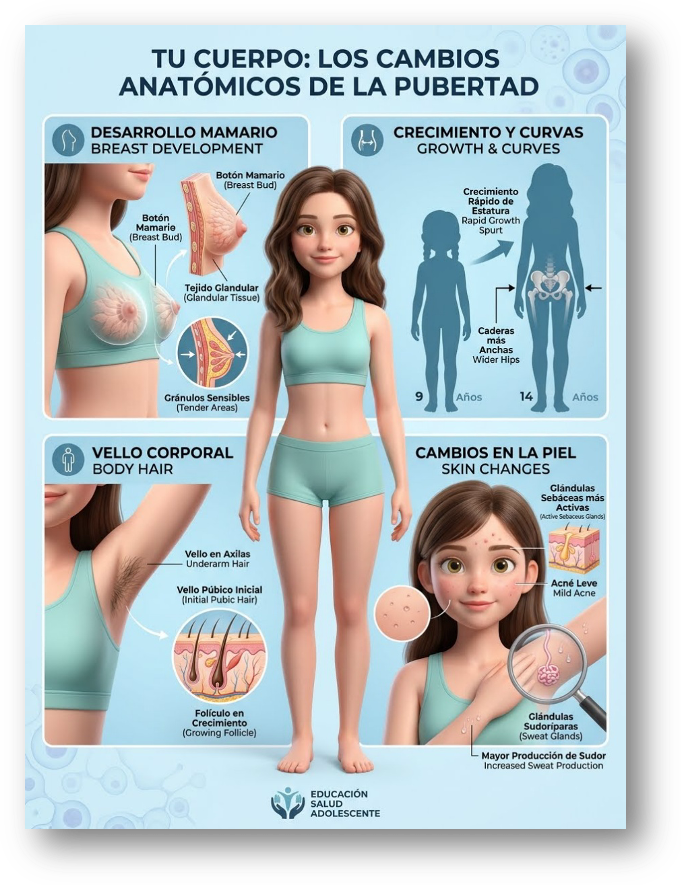 TU CUERPO: LOS CAMBIOS
ANATÓMICOS DE LA PUBERTAD
DESARROLLO MAMARIO
BREAST DEVELOPMENT
Botón Mamario
(Breast Bud)
Botón
Mamarie
(Breast Bud)
Tejido Glandular
(Glandular Tissue)
Gránulos Sensibles
(Tender Areas)
CRECIMIENTO Y CURVAS
GROWTH & CURVES
Crecimiento
Rápido de
Estatura
Rapid Growth
Spurt
Caderas
más
Anchas
Wider Hips
9 Años
14 Años
VELLO CORPORAL
BODY HAIR
Vello en Axilas
Underarm Hair
Vello Púbico Inicial
(Initial Pubic Hair)
Folículo en
Crecimiento
(Growing Follicle)
CAMBIOS EN LA PIEL
SKIN CHANGES
Glándulas
Sebáceas más
Activas
(Active Sebaceus Glands)
Acné Leve
Mild Acne
Glándulas
Sudoríparas
(Sweat Glands)
Mayor Producción de Sudor
Increased Sweat Production
EDUCACIÓN
SALUD
ADOLESCENTE